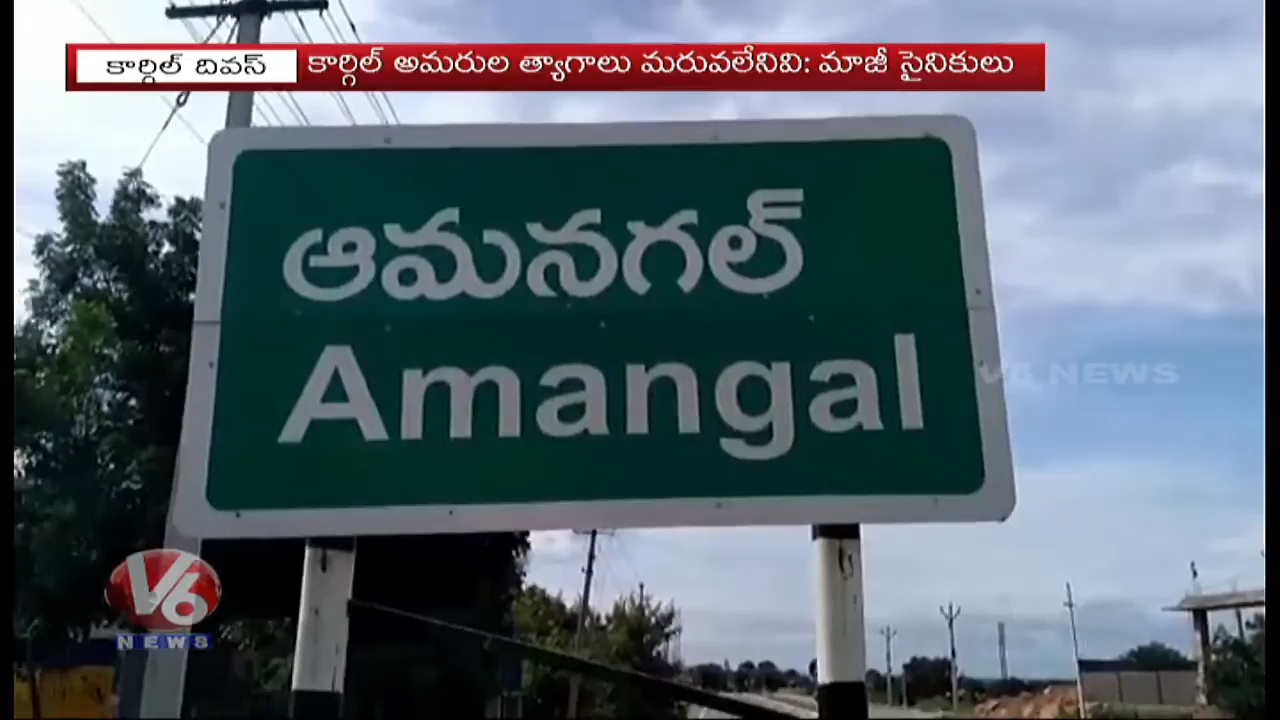 కార్గిల్ దివస్ కార్గిల్ అమరుల త్యాగాలు మరువలేనివి: మాజీ సైనికులు
ఆమనగల్
Amangal
V6 NEWS
V6
NEWS